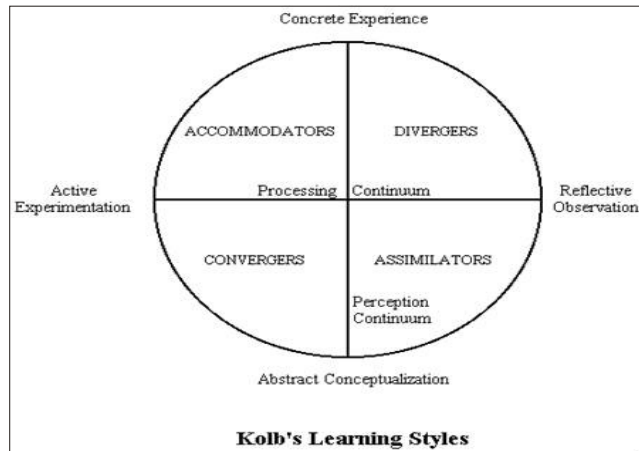 Concrete Experience
ACCOMMODATORS
DIVERGERS
Active
Experimentation
Processing
Continuum
Reflective
Observation
CONVERGERS
ASSIMILATORS
Perception
Continuum
Abstract Conceptualization
Kolb's Learning Styles